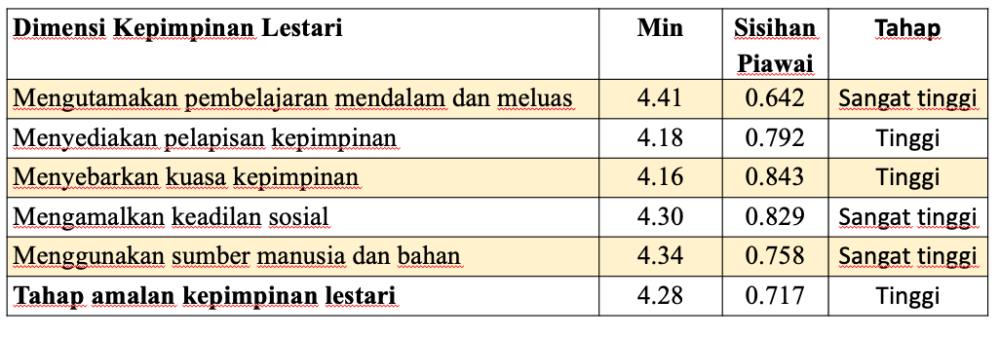 Dimensi Kepimpinan Lestari Min Sisihan Piawai Tahap
Mengutamakan pembelajaran mendalam dan meluas 4.41 0.642 Sangat tinggi
Menyediakan pelapisan kepimpinan 4.18 0.792 Tinggi
Menyebarkan kuasa kepimpinan 4.16 0.843 Tinggi
Mengamalkan keadilan sosial 4.30 0.829 Sangat tinggi
Menggunakan sumber manusia dan bahan 4.34 0.758 Sangat tinggi
Tahap amalan kepimpinan lestari 4.28 0.717 Tinggi